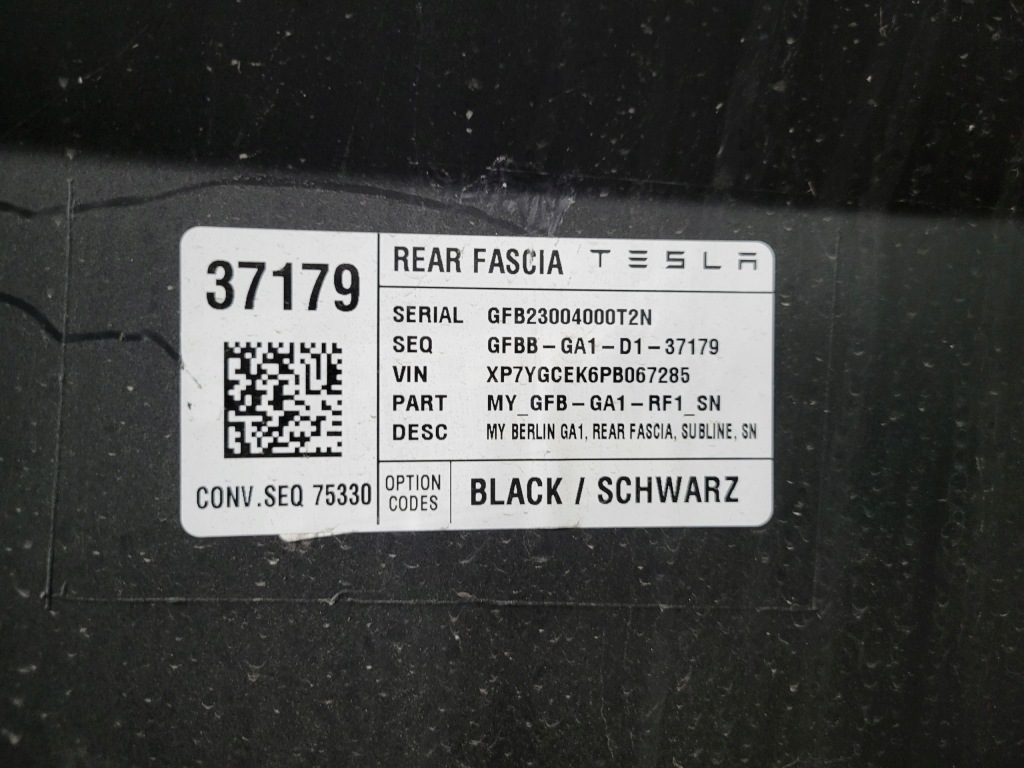 37179
CONV.SEQ 75330
REAR FASCIA TESLA
SERIAL GFB23004000T2N
SEQ GFBB-GA1-D1-37179
VIN XP7YGCEK6PB067285
PART MY_GFB-GA1-RF1_SN
DESC MY BERLIN GA1, REAR FASCIA, SUBLINE, SN
OPTION
CODES
BLACK / SCHWARZ